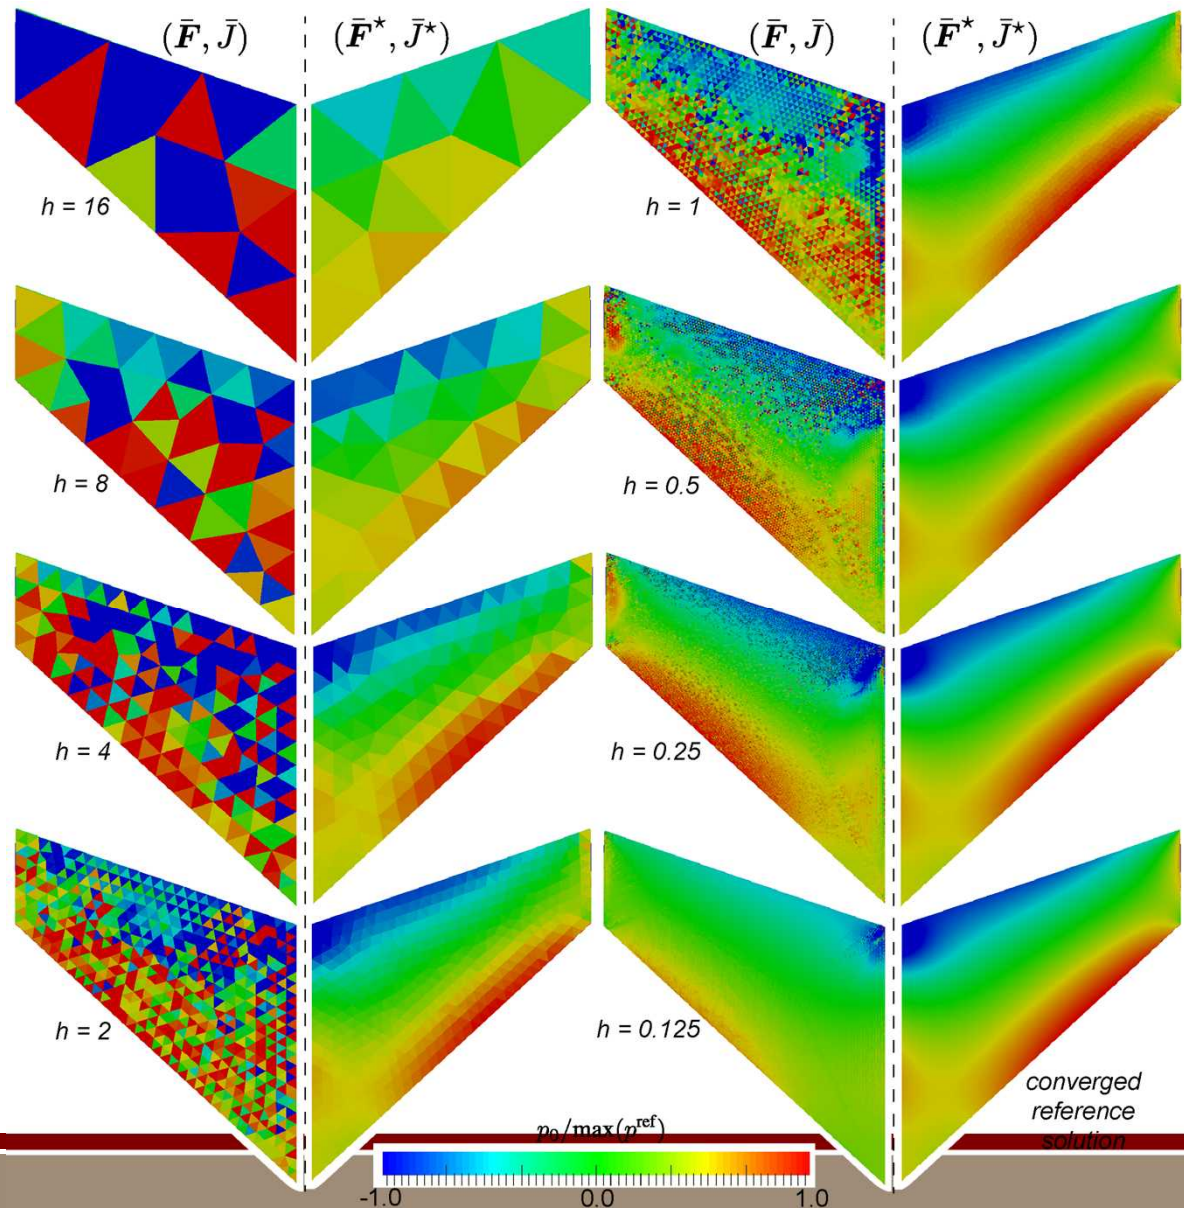 (F̄, J̄) (F̄*, J̄*) (F̄, J̄) (F̄*, J̄*)
h = 16
h = 1
h = 8
h = 0.5
h = 4
h = 0.25
h = 2
h = 0.125
converged
reference
solution
p₀/max(p^ref)
-1.0 0.0 1.0